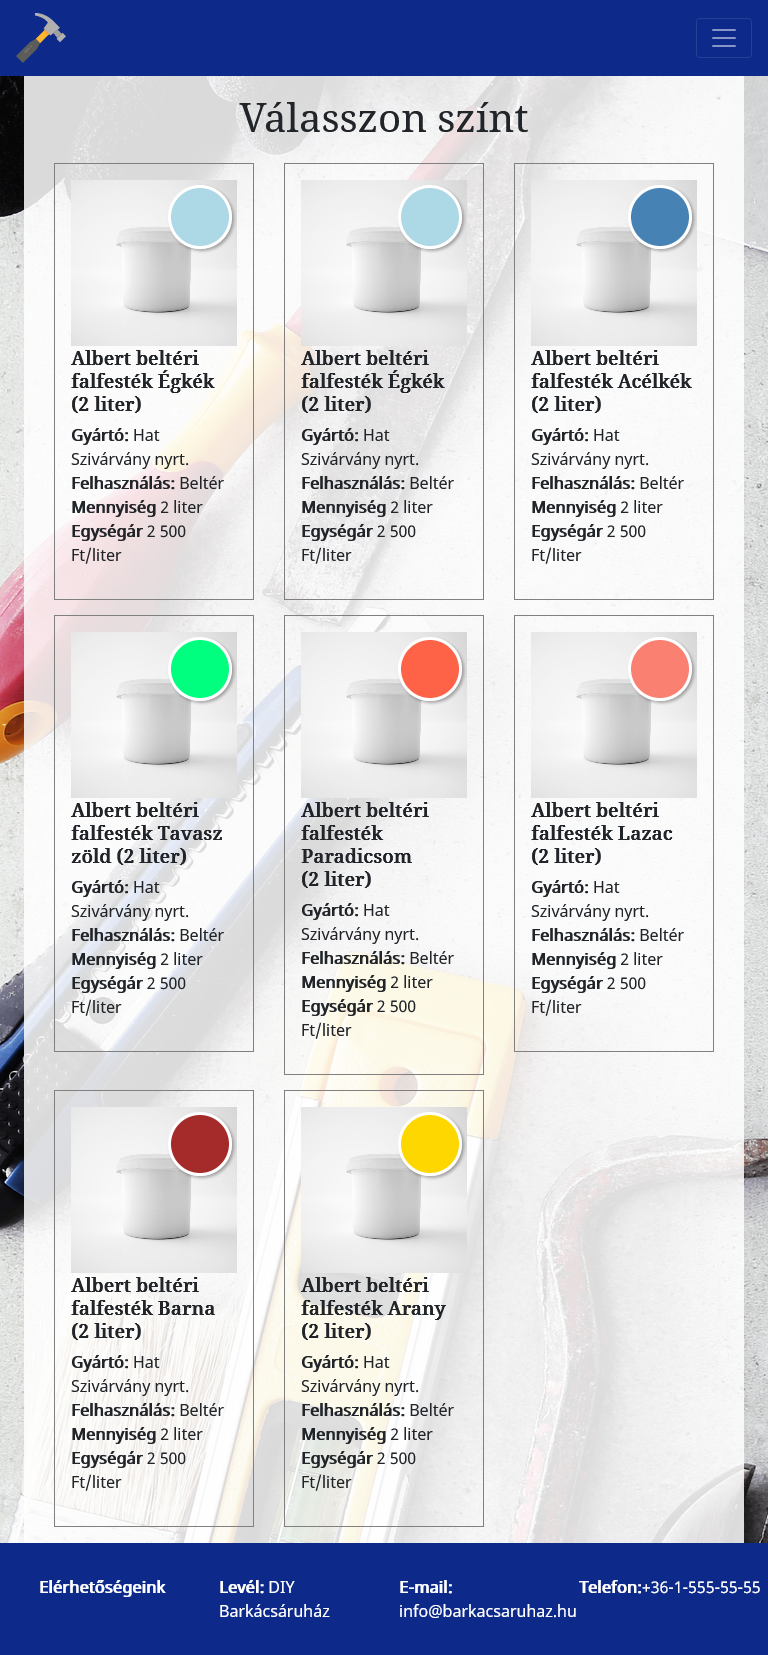 Válasszon színt
Albert beltéri
falfesték Égkék
(2 liter)
Gyártó: Hat
Szivárvány nyrt.
Felhasználás: Beltér
Mennyiség 2 liter
Egységár 2 500
Ft/liter
Albert beltéri
falfesték Égkék
(2 liter)
Gyártó: Hat
Szivárvány nyrt.
Felhasználás: Beltér
Mennyiség 2 liter
Egységár 2 500
Ft/liter
Albert beltéri
falfesték Acélkék
(2 liter)
Gyártó: Hat
Szivárvány nyrt.
Felhasználás: Beltér
Mennyiség 2 liter
Egységár 2 500
Ft/liter
Albert beltéri
falfesték Tavasz
zöld (2 liter)
Gyártó: Hat
Szivárvány nyrt.
Felhasználás: Beltér
Mennyiség 2 liter
Egységár 2 500
Ft/liter
Albert beltéri
falfesték
Paradicsom
(2 liter)
Gyártó: Hat
Szivárvány nyrt.
Felhasználás: Beltér
Mennyiség 2 liter
Egységár 2 500
Ft/liter
Albert beltéri
falfesték Lazac
(2 liter)
Gyártó: Hat
Szivárvány nyrt.
Felhasználás: Beltér
Mennyiség 2 liter
Egységár 2 500
Ft/liter
Albert beltéri
falfesték Barna
(2 liter)
Gyártó: Hat
Szivárvány nyrt.
Felhasználás: Beltér
Mennyiség 2 liter
Egységár 2 500
Ft/liter
Albert beltéri
falfesték Arany
(2 liter)
Gyártó: Hat
Szivárvány nyrt.
Felhasználás: Beltér
Mennyiség 2 liter
Egységár 2 500
Ft/liter
Elérhetőségeink
Levél: DIY
Barkácsáruház
E-mail:
info@barkacsaruhaz.hu
Telefon:+36-1-555-55-55